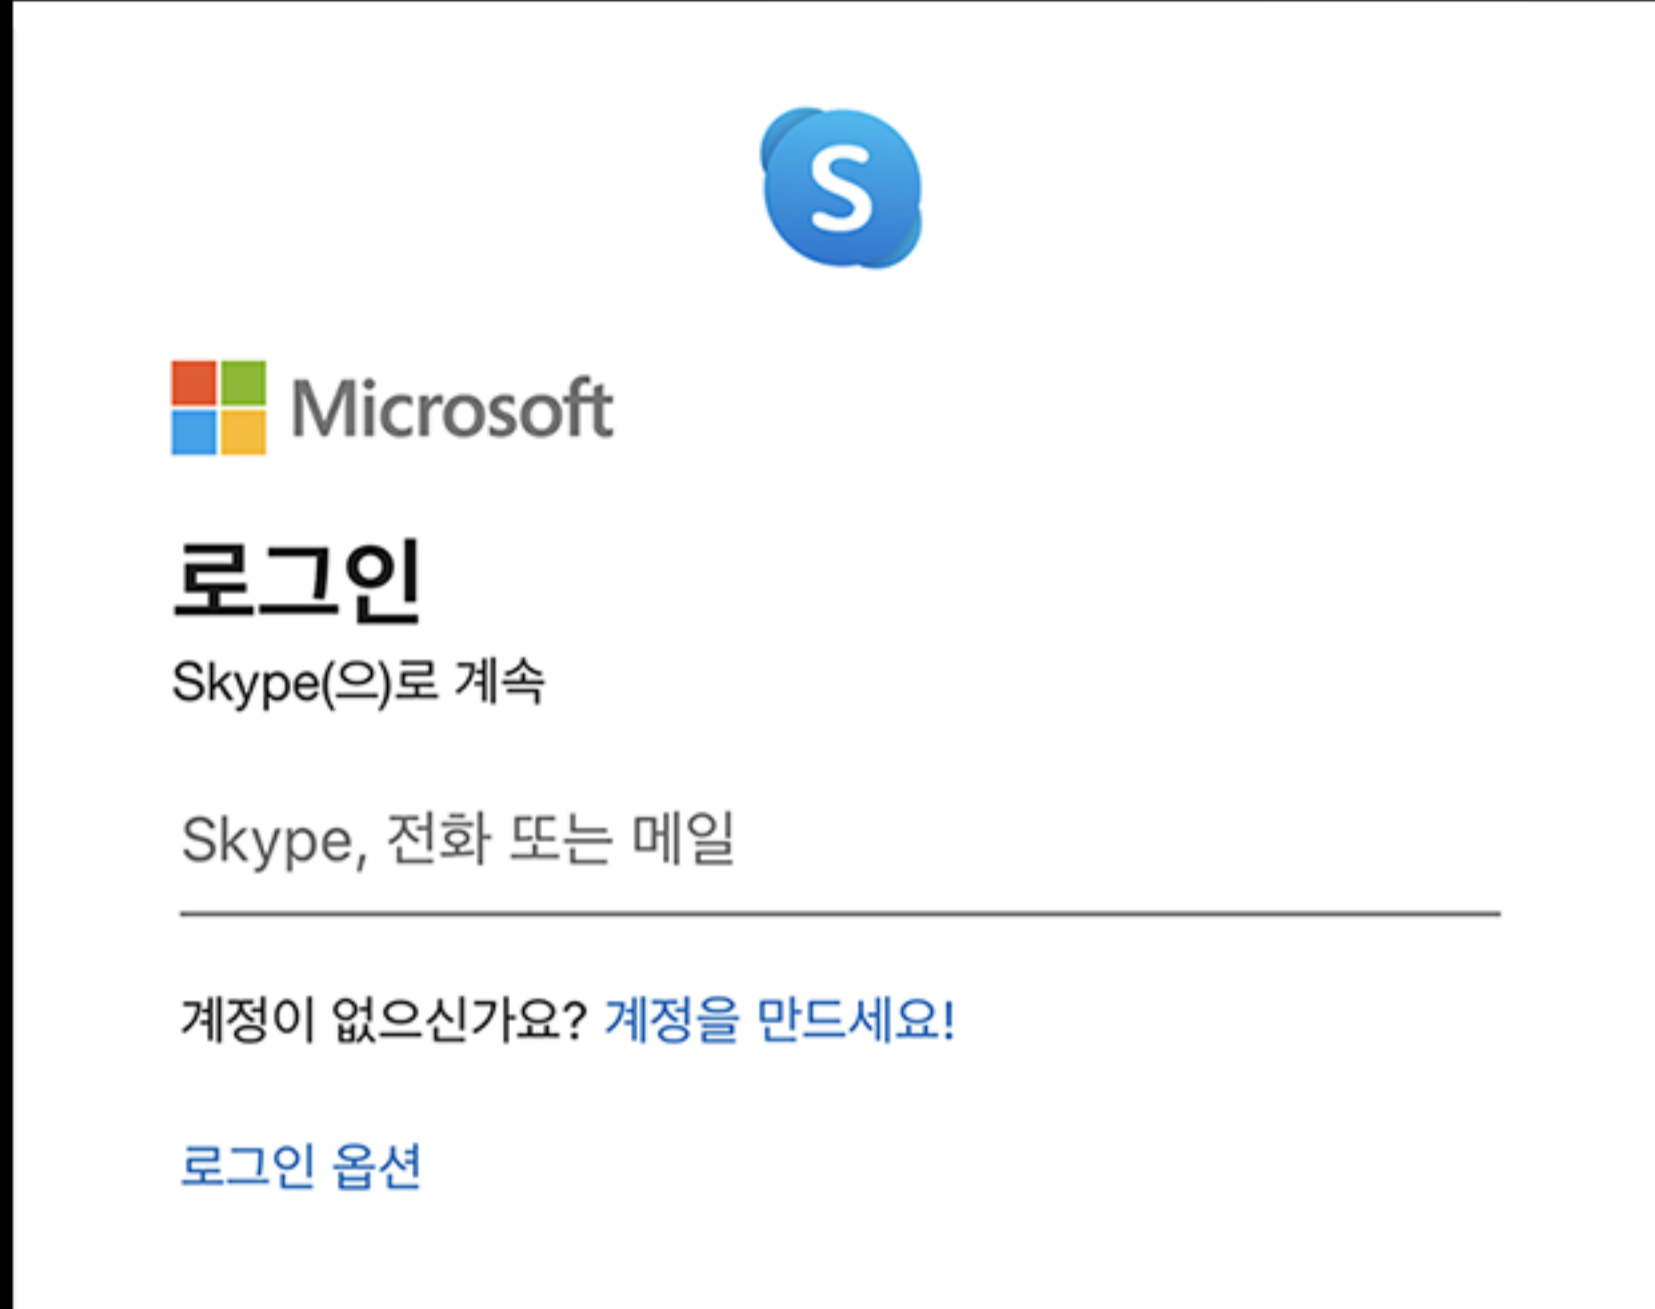 S
Microsoft
로그인
Skype(으)로 계속
Skype, 전화 또는 메일
계정이 없으신가요? 계정을 만드세요!
로그인 옵션